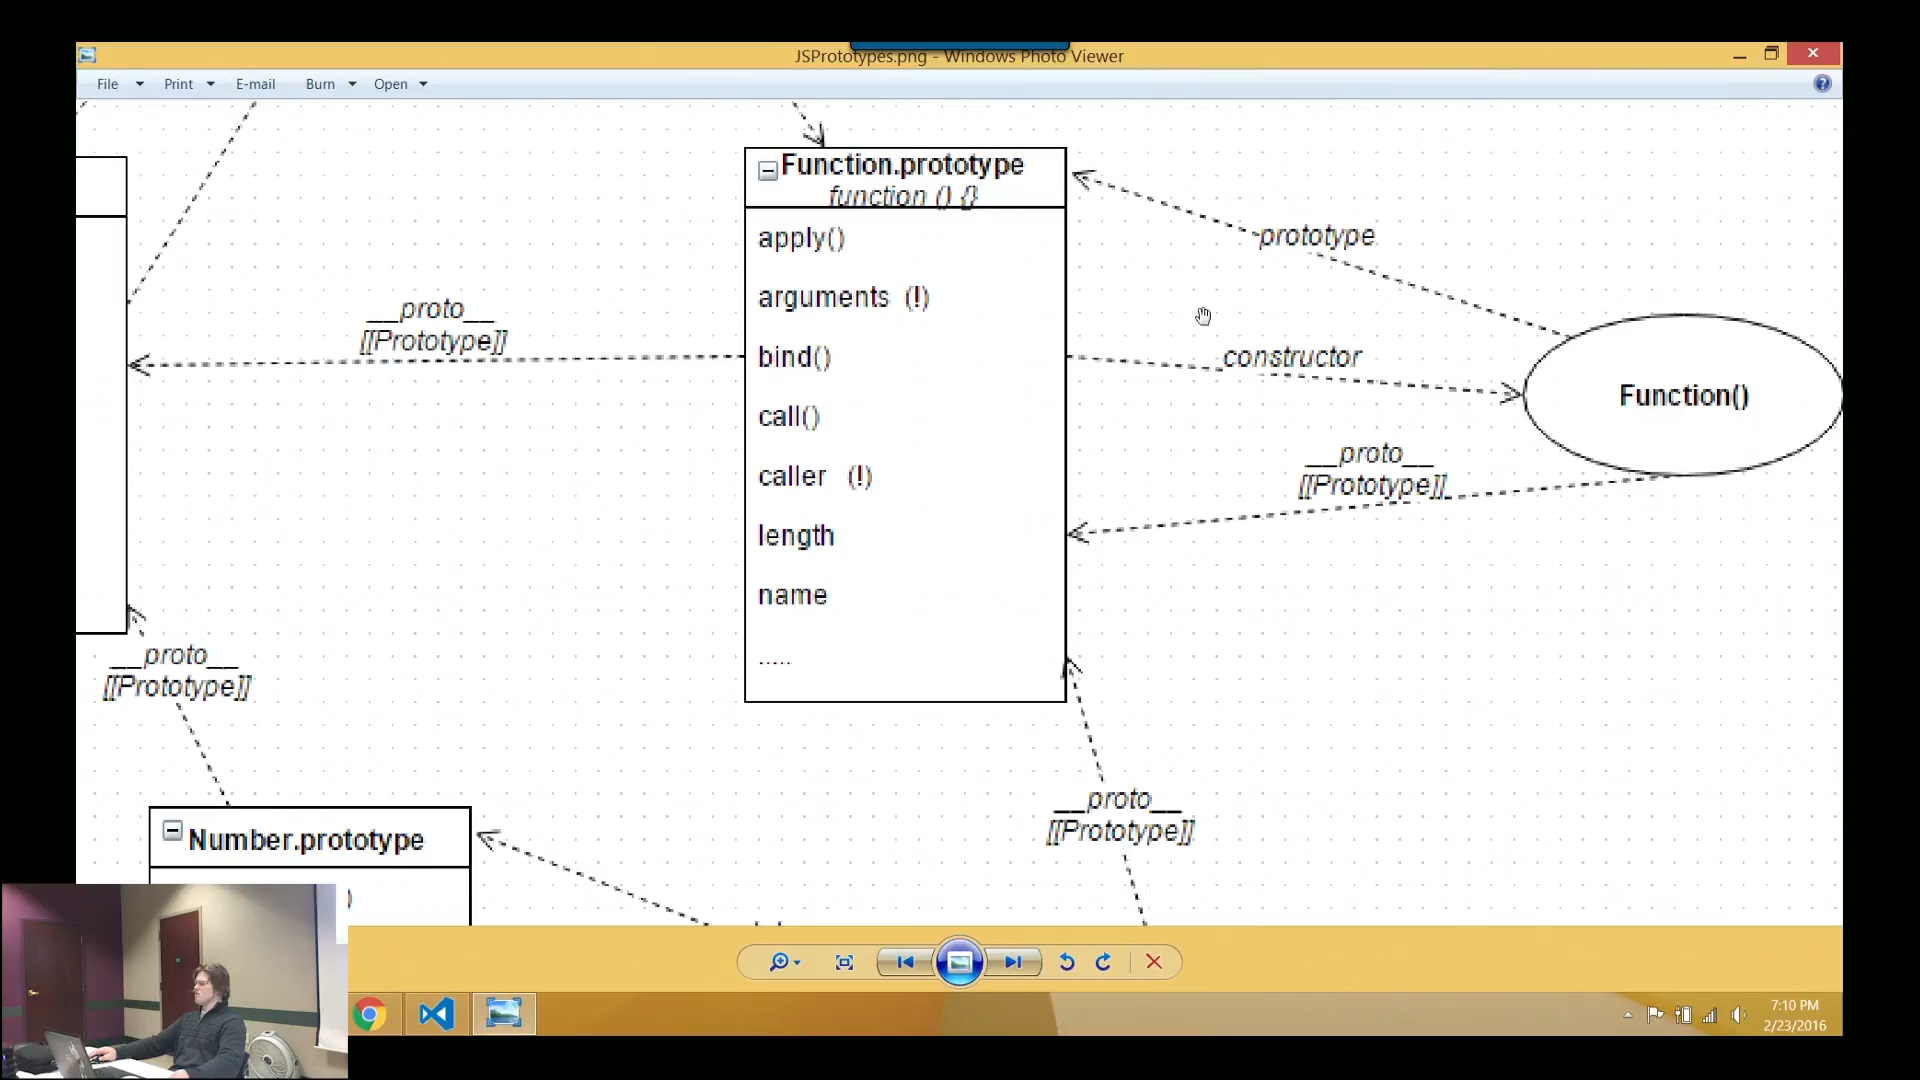 JSPrototypes.png - Windows Photo Viewer
File Print E-mail Burn Open
Function.prototype
function () {}
apply()
arguments (!)
bind()
call()
caller (!)
length
name
.....
prototype
constructor
Function()
__proto__
[[Prototype]]
__proto__
[[Prototype]]
__proto__
[[Prototype]]
__proto__
[[Prototype]]
Number.prototype
)
7:10 PM
2/23/2016